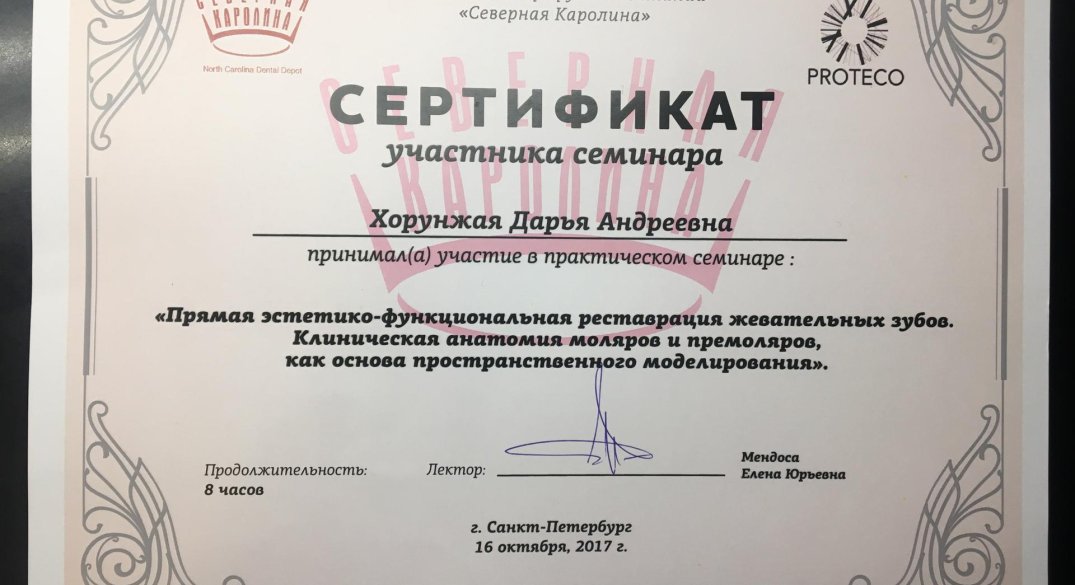 СЕВЕРНАЯ
КАРОЛИНА
North Carolina Dental Depot
«Северная Каролина»
PROTECO
СЕВЕРНАЯ
КАРОЛИНА
СЕРТИФИКАТ
участника семинара
Хорунжая Дарья Андреевна
принимал(а) участие в практическом семинаре :
«Прямая эстетико-функциональная реставрация жевательных зубов.
Клиническая анатомия моляров и премоляров,
как основа пространственного моделирования».
Продолжительность:
8 часов
Лектор:
Мендоса
Елена Юрьевна
г. Санкт-Петербург
16 октября, 2017 г.